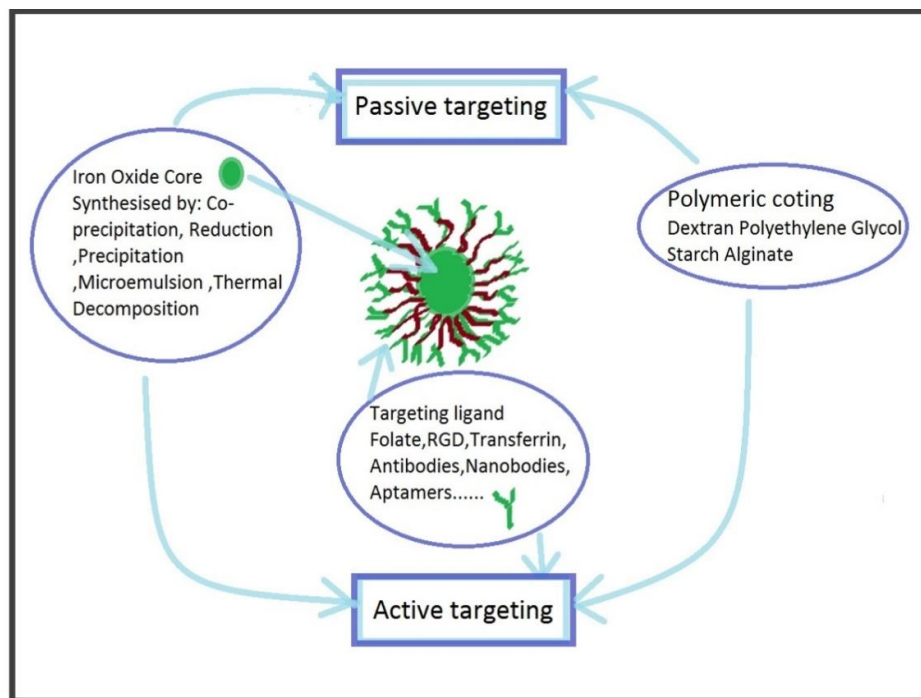 Passive targeting
Iron Oxide Core
Synthesised by: Co-
precipitation, Reduction
,Precipitation
,Microemulsion ,Thermal
Decomposition
Polymeric coting
Dextran Polyethylene Glycol
Starch Alginate
Targeting ligand
Folate,RGD,Transferrin,
Antibodies,Nanobodies,
Aptamers......
Active targeting